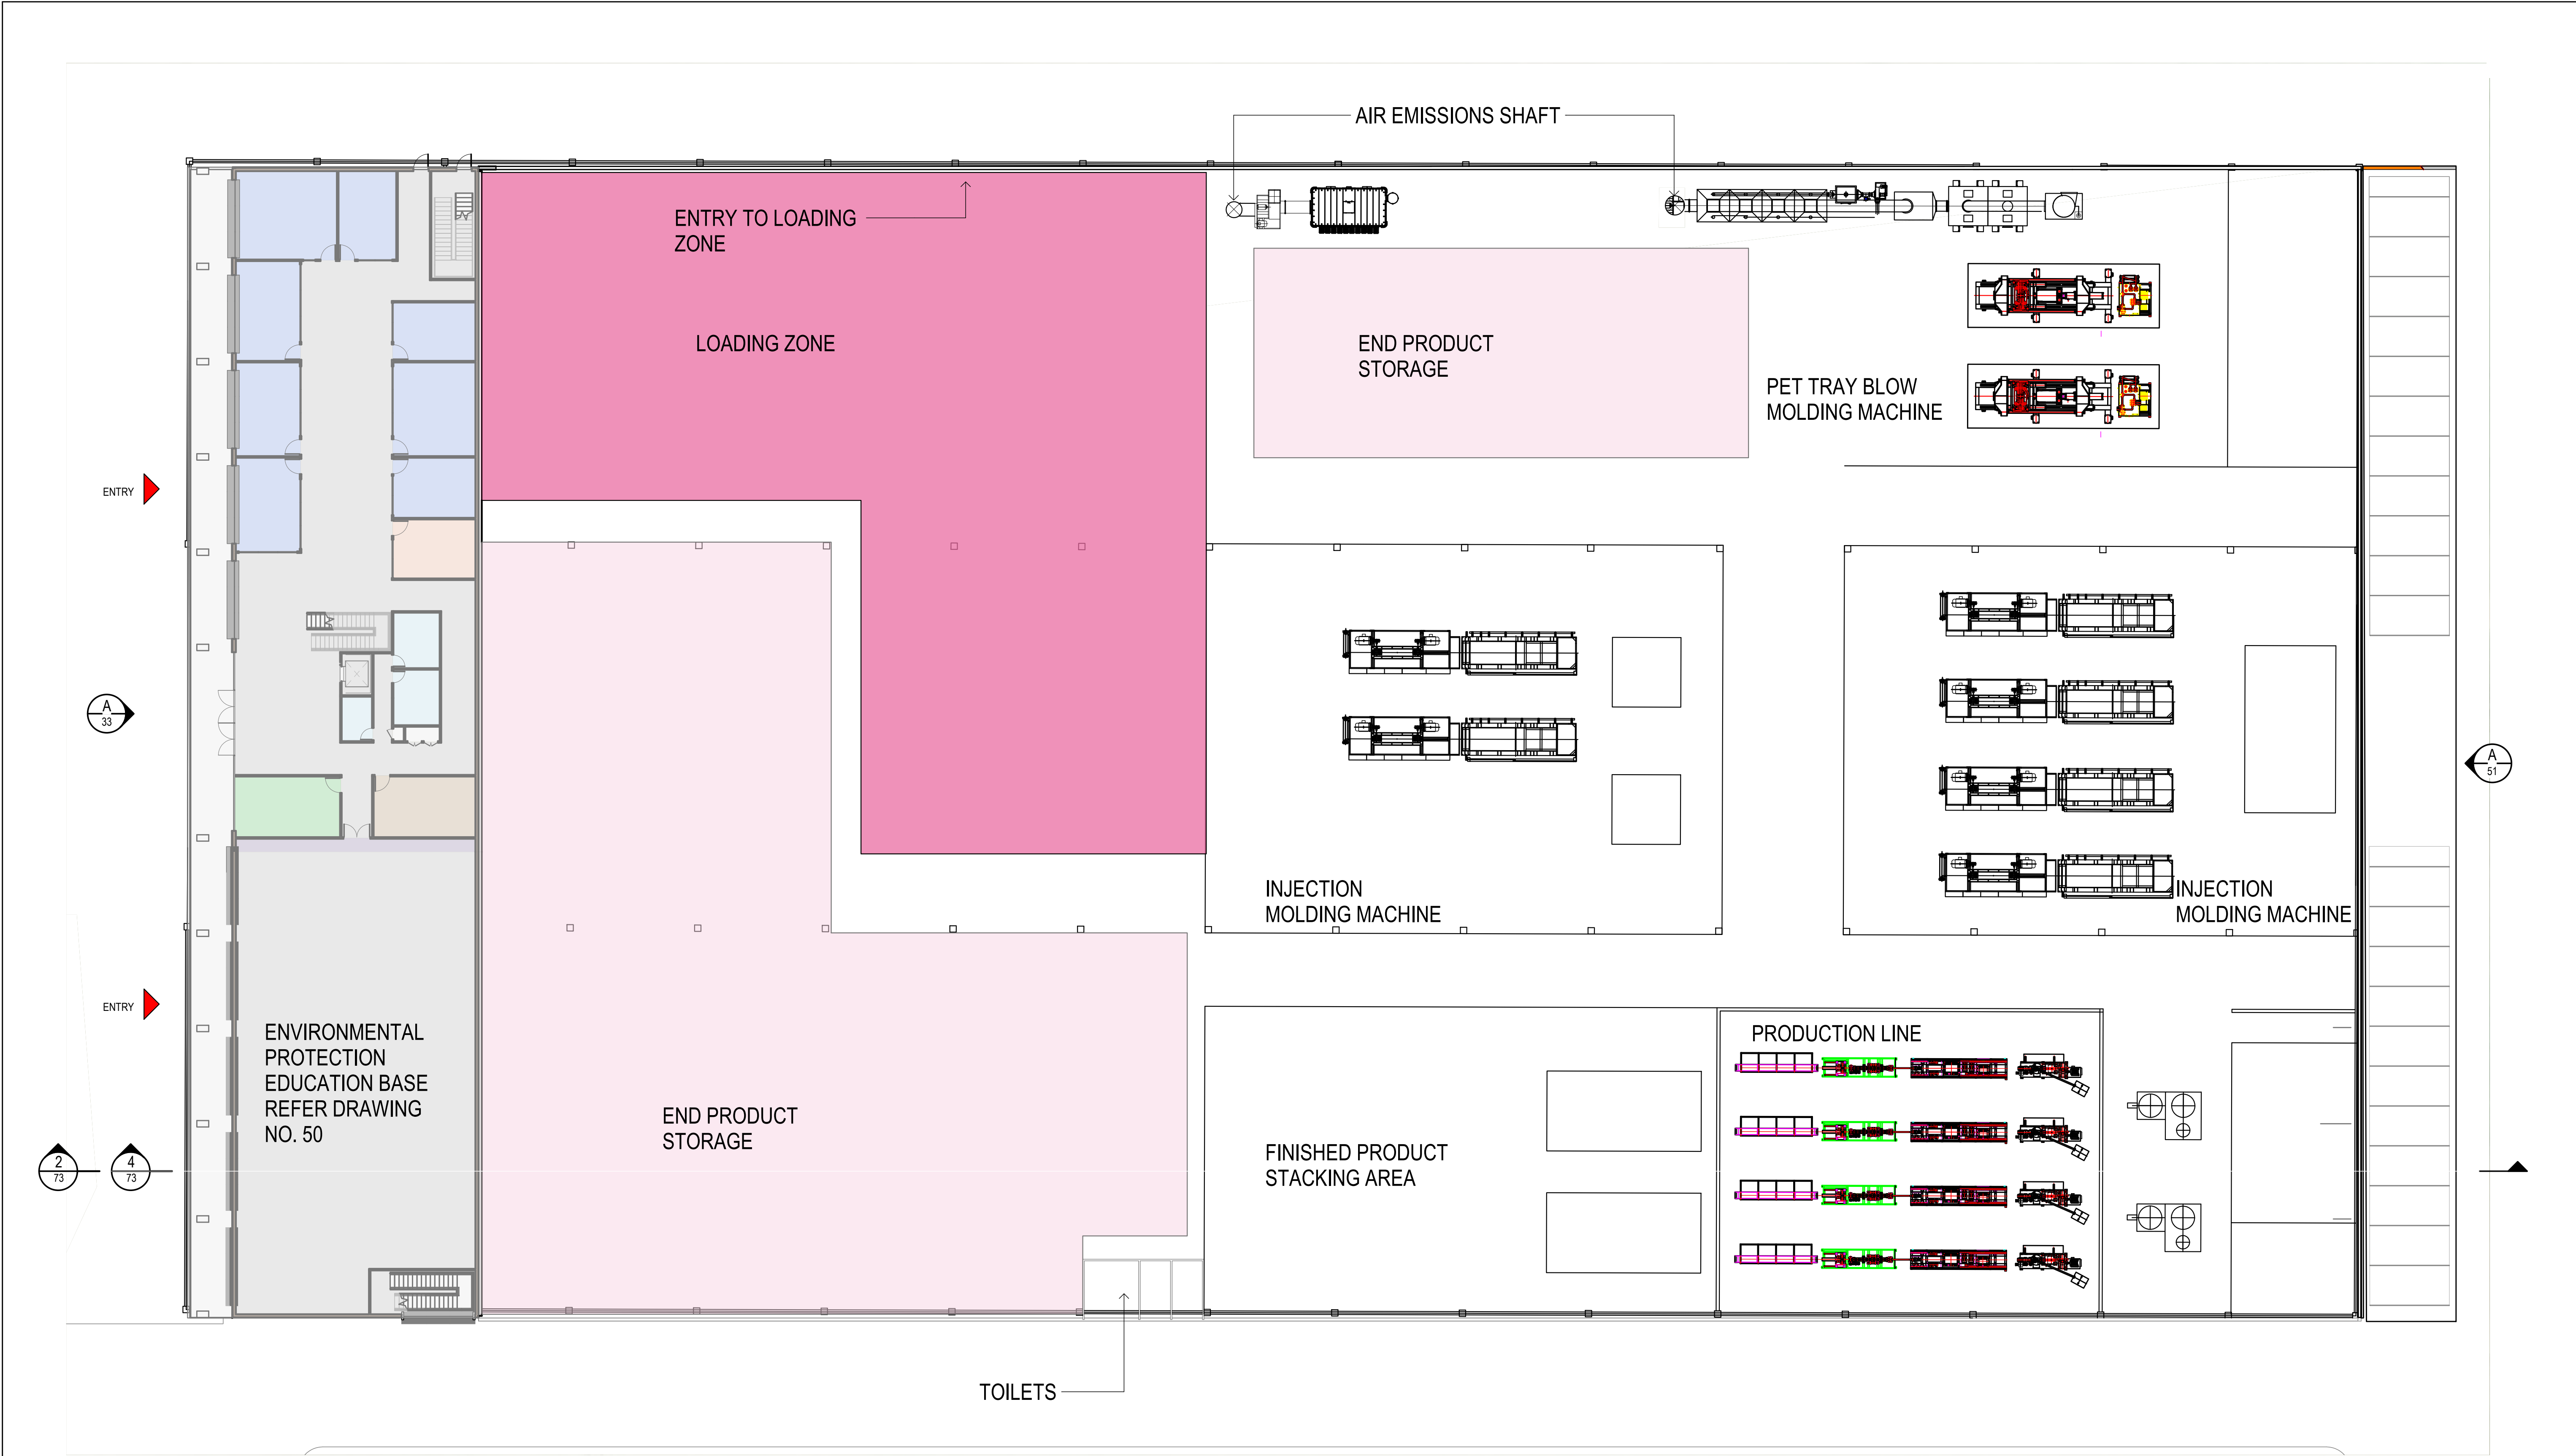 AIR EMISSIONS SHAFT
ENTRY TO LOADING
ZONE
LOADING ZONE
END PRODUCT
STORAGE
PET TRAY BLOW
MOLDING MACHINE
ENTRY
A
33
A
51
INJECTION
MOLDING MACHINE
INJECTION
MOLDING MACHINE
ENTRY
ENVIRONMENTAL
PROTECTION
EDUCATION BASE
REFER DRAWING
NO. 50
PRODUCTION LINE
END PRODUCT
STORAGE
FINISHED PRODUCT
STACKING AREA
2
73
4
73
TOILETS